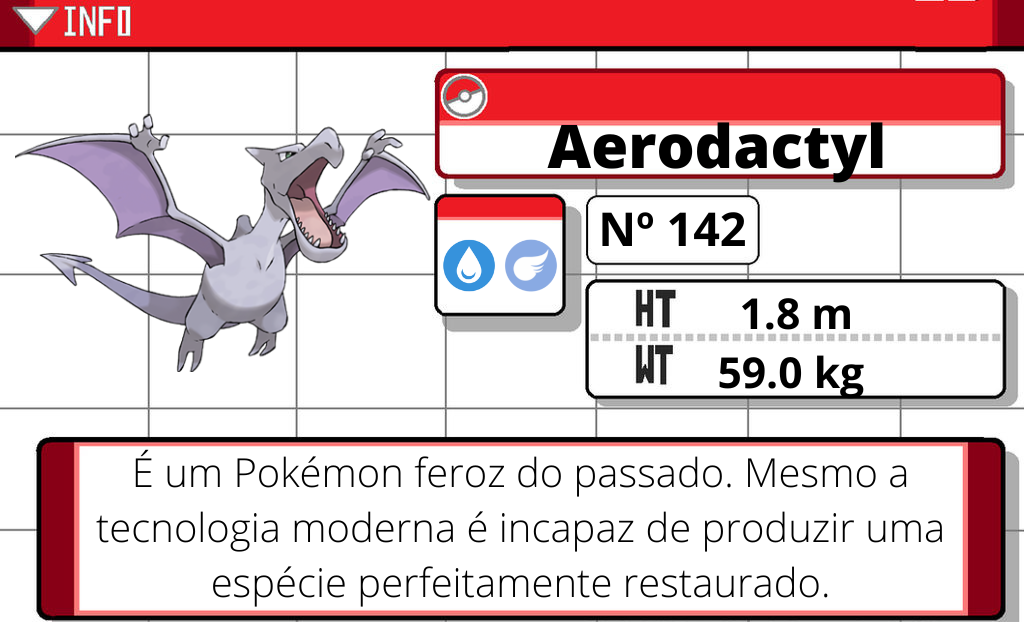 INFO
Aerodactyl
Nº 142
HT 1.8 m
WT 59.0 kg
É um Pokémon feroz do passado. Mesmo a
tecnologia moderna é incapaz de produzir uma
espécie perfeitamente restaurado.